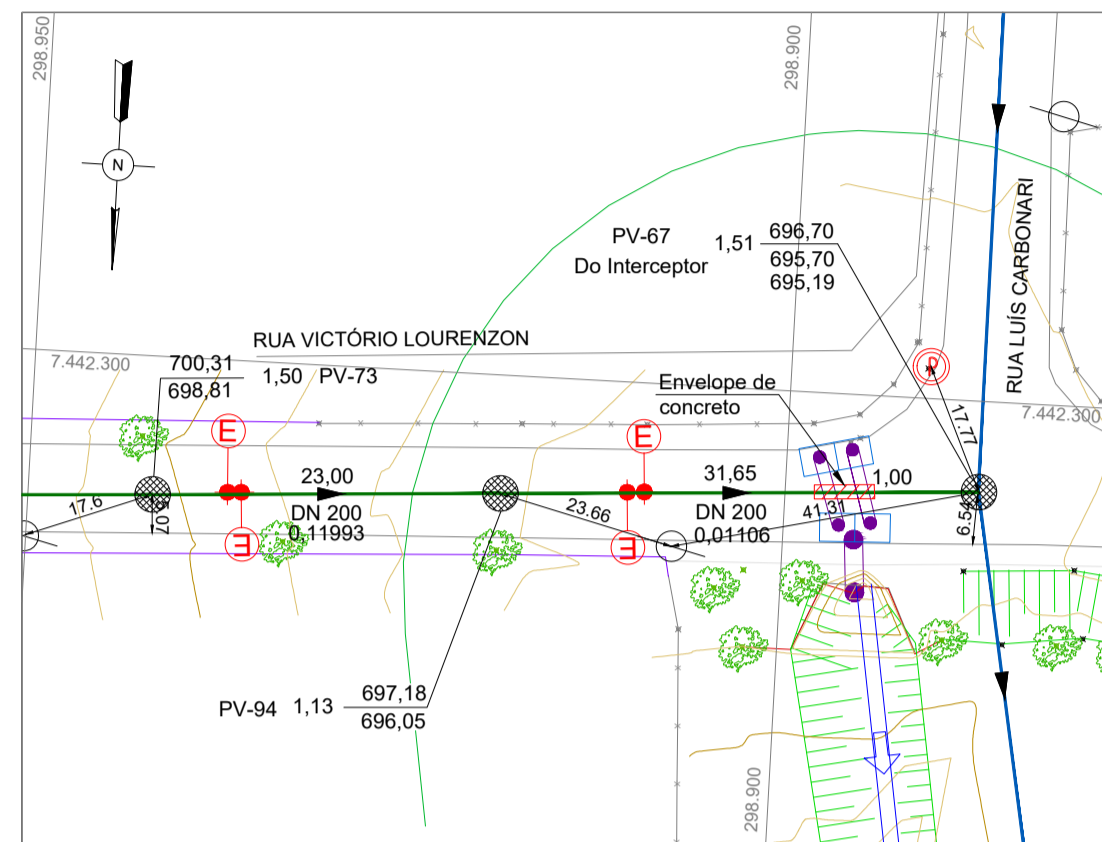 298.950
298.900
N
PV-67
Do Interceptor
1,51
696,70
695,70
695,19
RUA LUÍS CARBONARI
RUA VICTÓRIO LOURENZON
7.442.300
700,31
698,81
1,50 PV-73
Envelope de
concreto
P
17.77
7.442.300
E
E
23,00
31,65
1,00
17.6
DN 200
0,11993
23.66
DN 200
0,01106
41.31
6.54
E
E
PV-94 1,13
697,18
696,05
298.900